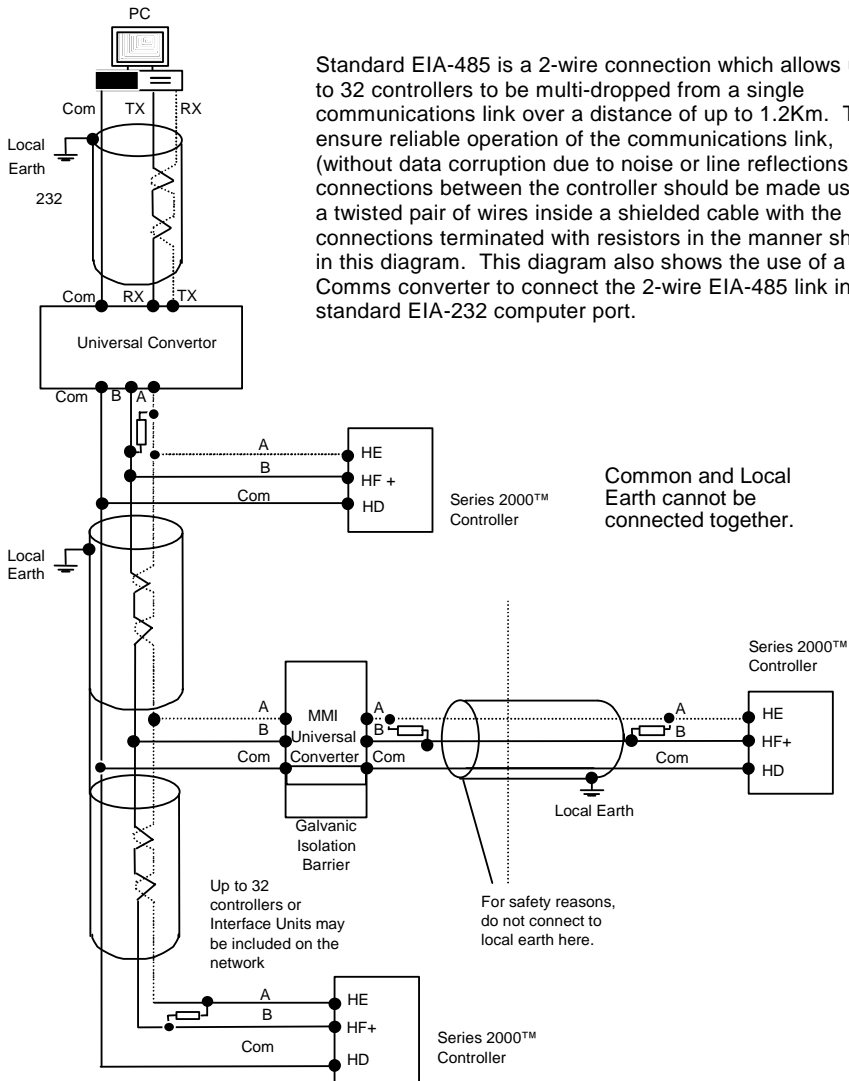 PC
Standard EIA-485 is a 2-wire connection which allows
to 32 controllers to be multi-dropped from a single
communications link over a distance of up to 1.2Km.
ensure reliable operation of the communications link,
(without data corruption due to noise or line reflections
connections between the controller should be made
a twisted pair of wires inside a shielded cable with the
connections terminated with resistors in the manner
in this diagram. This diagram also shows the use of a
Comms converter to connect the 2-wire EIA-485 link
standard EIA-232 computer port.
Com TX RX
Local
Earth
232
Com RX TX
Universal Convertor
Com B A
A
B
Com
HE
HF +
HD
Series 2000™
Controller
Common and Local
Earth cannot be
connected together.
Local
Earth
Series 2000™
Controller
A
B
Com
MMI
Universal
Converter
A
B
Com
A
B
Com
HE
HF+
HD
Local Earth
Galvanic
Isolation
Barrier
For safety reasons,
do not connect to
local earth here.
Up to 32
controllers or
Interface Units may
be included on the
network
A
B
Com
HE
HF+
HD
Series 2000™
Controller